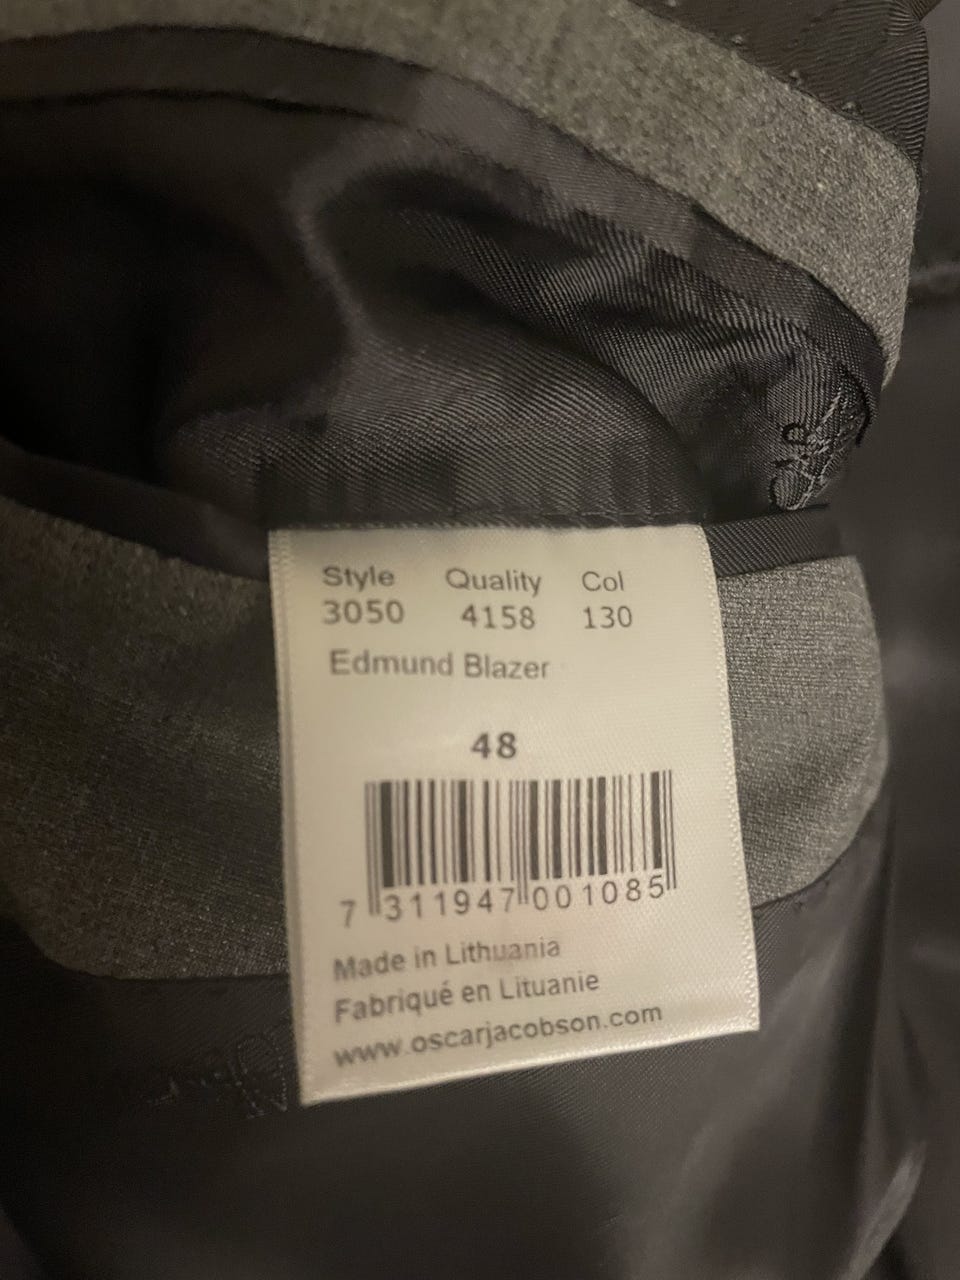 Style Quality Col
3050 4158 130
Edmund Blazer
48
7 311947 001085
Made in Lithuania
Fabriqué en Lituanie
www.oscarjacobson.com